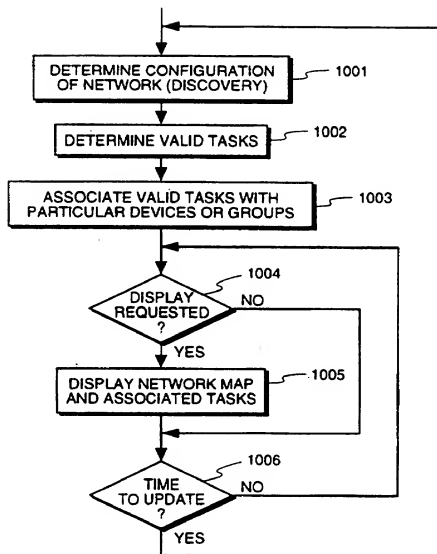 DETERMINE CONFIGURATION
OF NETWORK (DISCOVERY)
1001
DETERMINE VALID TASKS
1002
ASSOCIATE VALID TASKS WITH
PARTICULAR DEVICES OR GROUPS
1003
DISPLAY
REQUESTED
?
1004
NO
YES
DISPLAY NETWORK MAP
AND ASSOCIATED TASKS
1005
TIME
TO UPDATE
?
1006
NO
YES